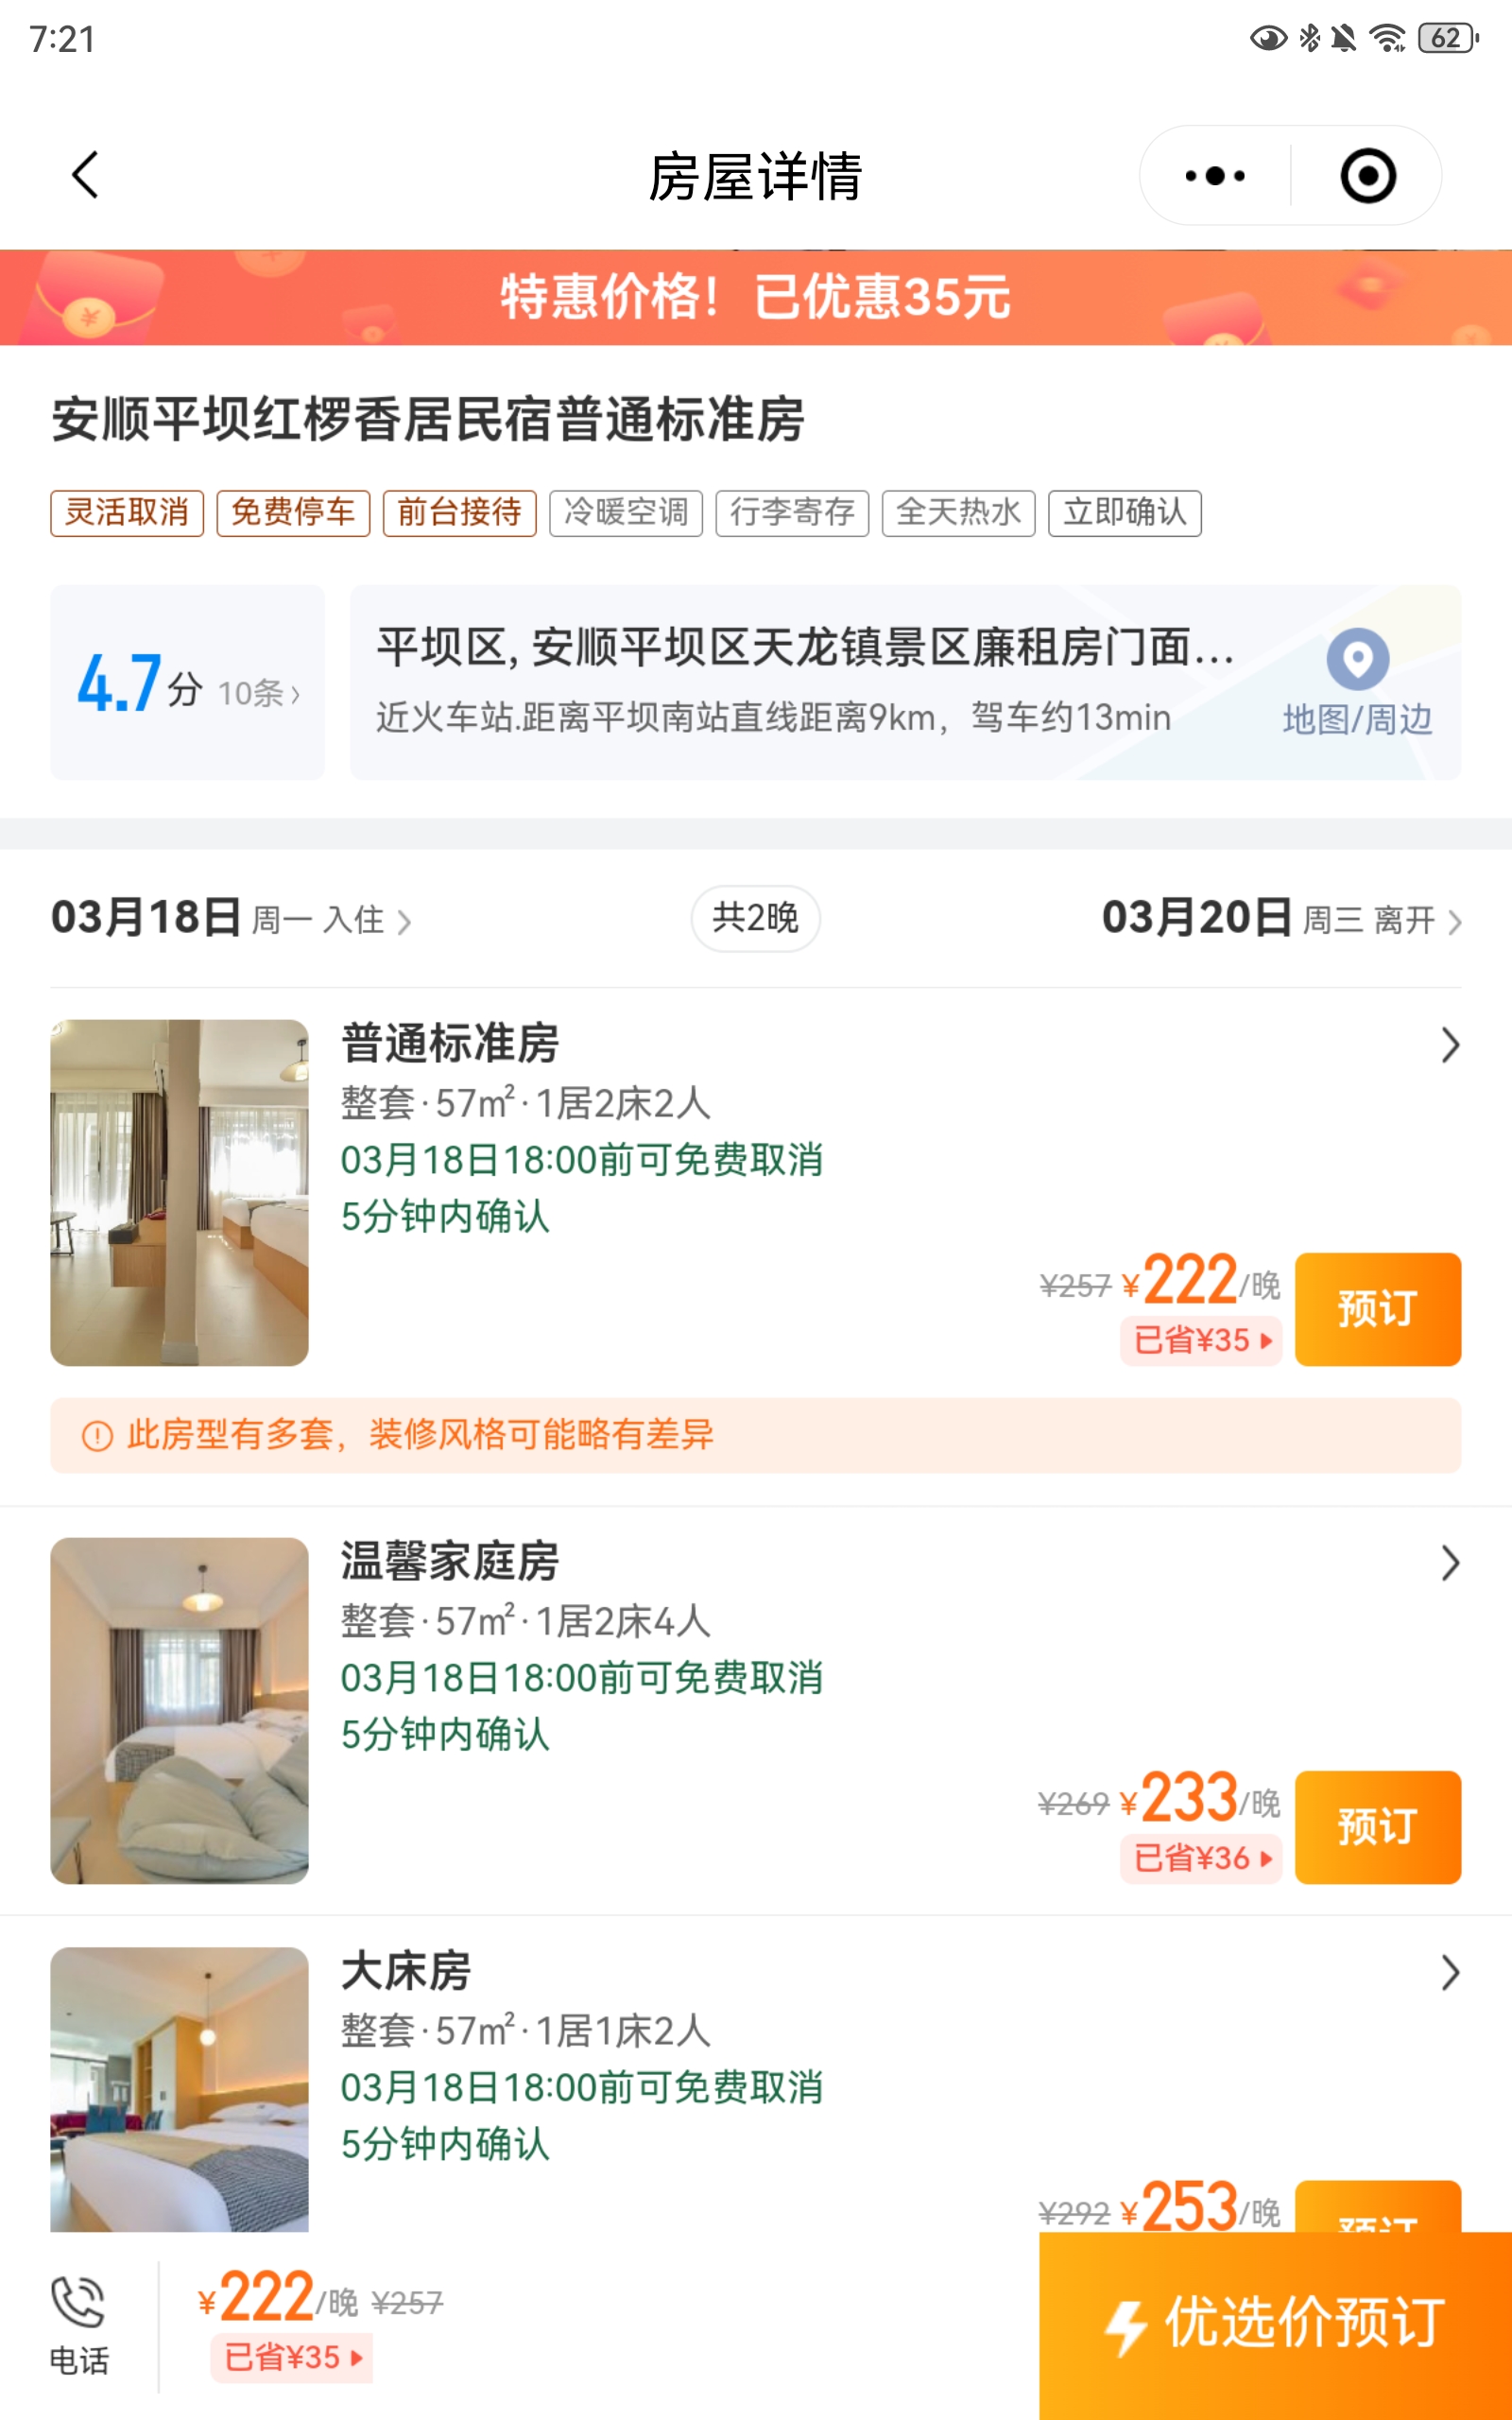 7:21
62
房屋详情
特惠价格！已优惠35元
安顺平坝红椤香居民宿普通标准房
灵活取消 免费停车 前台接待 冷暖空调 行李寄存 全天热水 立即确认
4.7分 10条
平坝区, 安顺平坝区天龙镇景区廉租房门面...
近火车站.距离平坝南站直线距离9km，驾车约13min
地图/周边
03月18日 周一 入住
共2晚
03月20日 周三 离开
普通标准房
整套·57㎡·1居2床2人
03月18日18:00前可免费取消
5分钟内确认
¥257 ¥222/晚
已省¥35
预订
此房型有多套，装修风格可能略有差异
温馨家庭房
整套·57㎡·1居2床4人
03月18日18:00前可免费取消
5分钟内确认
¥269 ¥233/晚
已省¥36
预订
大床房
整套·57㎡·1居1床2人
03月18日18:00前可免费取消
5分钟内确认
¥292 ¥253/晚
预订
电话
¥222/晚 ¥257
已省¥35
优选价预订